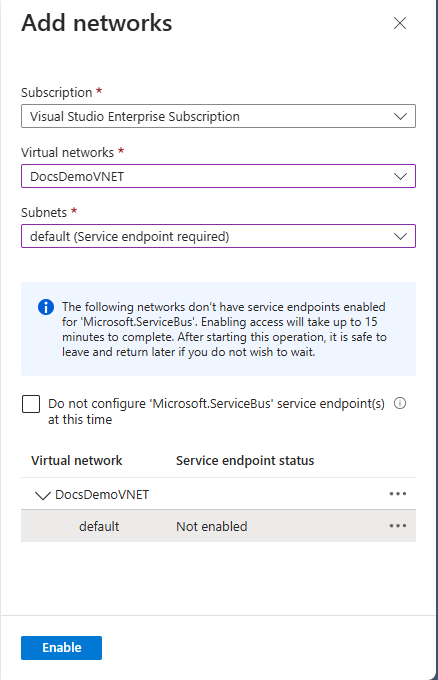 Add networks
Subscription *
Visual Studio Enterprise Subscription
Virtual networks *
DocsDemoVNET
Subnets *
default (Service endpoint required)
The following networks don't have service endpoints enabled
for 'Microsoft.ServiceBus'. Enabling access will take up to 15
minutes to complete. After starting this operation, it is safe to
leave and return later if you do not wish to wait.
Do not configure 'Microsoft.ServiceBus' service endpoint(s)
at this time
Virtual network Service endpoint status
DocsDemoVNET
default Not enabled
Enable